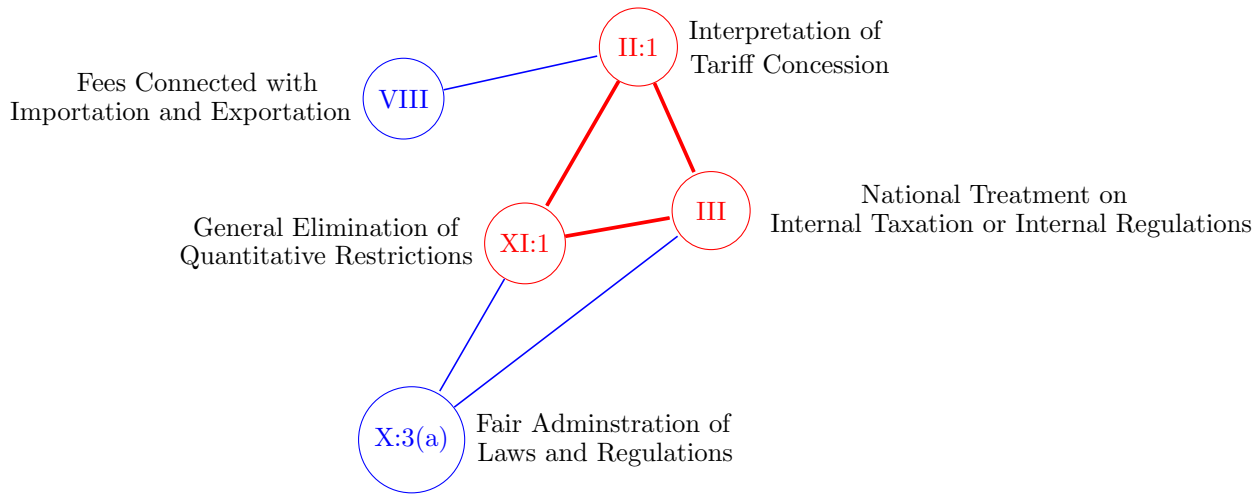 II:1
Interpretation of
Tariff Concession
Fees Connected with
Importation and Exportation
VIII
General Elimination of
Quantitative Restrictions
XI:1
III
National Treatment on
Internal Taxation or Internal Regulations
X:3(a)
Fair Adminstration of
Laws and Regulations